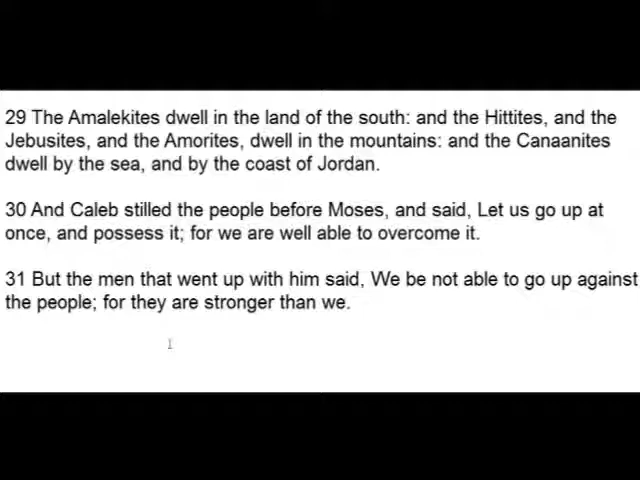 29 The Amalekites dwell in the land of the south: and the Hittites, and the
Jebusites, and the Amorites, dwell in the mountains: and the Canaanites
dwell by the sea, and by the coast of Jordan.
30 And Caleb stilled the people before Moses, and said, Let us go up at
once, and possess it; for we are well able to overcome it.
31 But the men that went up with him said, We be not able to go up against
the people; for they are stronger than we.